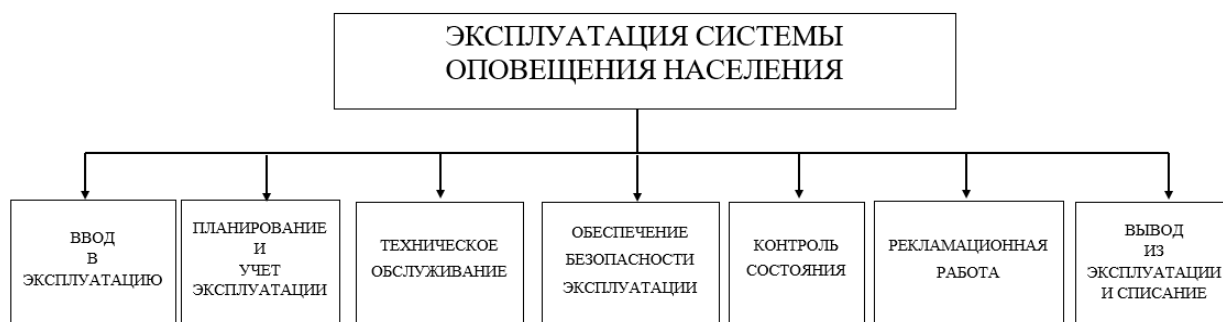 ЭКСПЛУАТАЦИЯ СИСТЕМЫ
ОПОВЕЩЕНИЯ НАСЕЛЕНИЯ
ВВОД
В
ЭКСПЛУАТАЦИЮ
ПЛАНИРОВАНИЕ
И
УЧЕТ
ЭКСПЛУАТАЦИИ
ТЕХНИЧЕСКОЕ
ОБСЛУЖИВАНИЕ
ОБЕСПЕЧЕНИЕ
БЕЗОПАСНОСТИ
ЭКСПЛУАТАЦИИ
КОНТРОЛЬ
СОСТОЯНИЯ
РЕКЛАМАЦИОННАЯ
РАБОТА
ВЫВОД
ИЗ
ЭКСПЛУАТАЦИИ
И СПИСАНИЕ